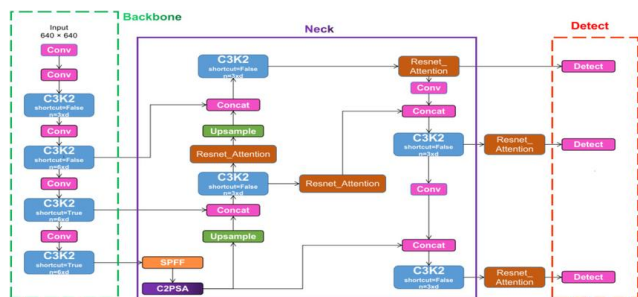 Backbone
Neck
Detect
Input
640 × 640
Conv
Conv
C3K2
shortcut=False
n=3xd
Conv
C3K2
shortcut=False
n=6xd
Conv
C3K2
shortcut=True
n=6xd
Conv
C3K2
shortcut=True
n=6xd
SPFF
C2PSA
C3K2
shortcut=False
n=3xd
Concat
Upsample
Resnet_Attention
C3K2
shortcut=False
n=3xd
Concat
Upsample
Resnet_Attention
Resnet_
Attention
Conv
Concat
C3K2
shortcut=False
n=3xd
Conv
Concat
C3K2
shortcut=False
n=3xd
Resnet_
Attention
Resnet_
Attention
Detect
Detect
Detect